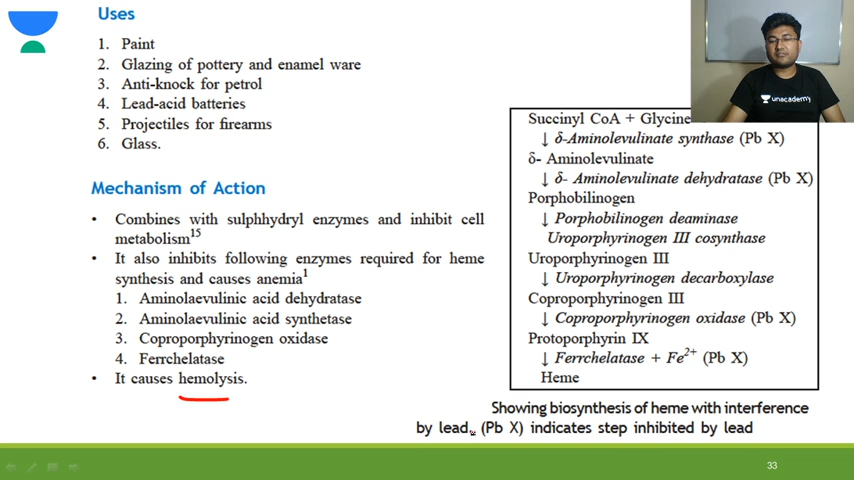 Uses
1. Paint
2. Glazing of pottery and enamel ware
3. Anti-knock for petrol
4. Lead-acid batteries
5. Projectiles for firearms
6. Glass.
Mechanism of Action
• Combines with sulphhydryl enzymes and inhibit cell
metabolism15
• It also inhibits following enzymes required for heme
synthesis and causes anemia1
1. Aminolaevulinic acid dehydratase
2. Aminolaevulinic acid synthetase
3. Coproporphyrinogen oxidase
4. Ferrchelatase
• It causes hemolysis.
unacademy
Succinyl CoA + Glycine
↓ δ-Aminolevulinate synthase (Pb X)
δ- Aminolevulinate
↓ δ- Aminolevulinate dehydratase (Pb X)
Porphobilinogen
↓ Porphobilinogen deaminase
Uroporphyrinogen III cosynthase
Uroporphyrinogen III
↓ Uroporphyrinogen decarboxylase
Coproporphyrinogen III
↓ Coproporphyrinogen oxidase (Pb X)
Protoporphyrin IX
↓ Ferrchelatase + Fe2+ (Pb X)
Heme
Showing biosynthesis of heme with interference
by lead. (Pb X) indicates step inhibited by lead
33